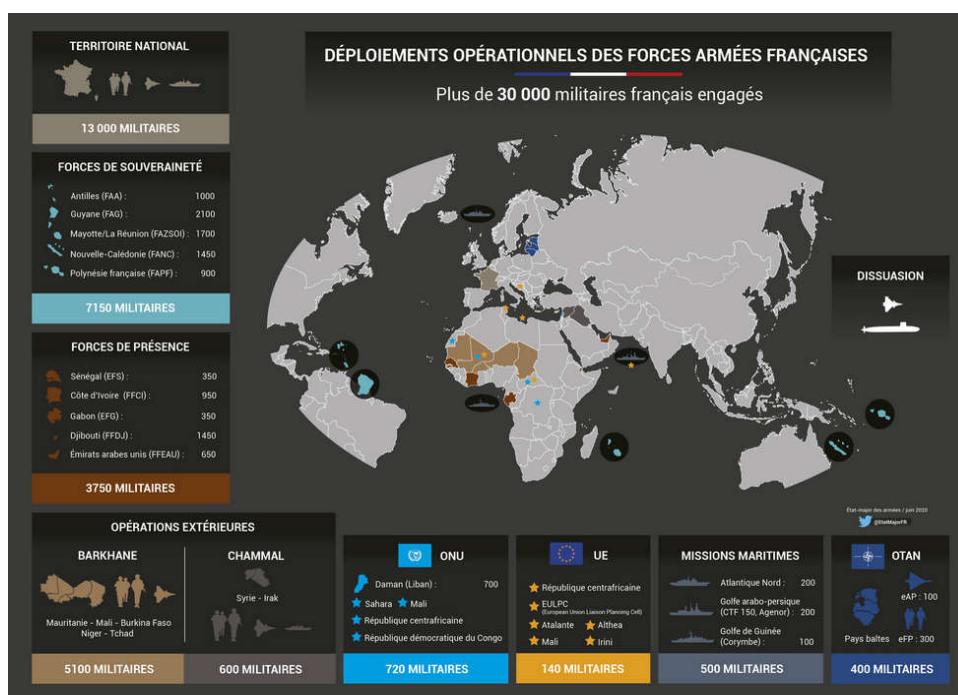 DÉPLOIEMENTS OPÉRATIONNELS DES FORCES ARMÉES FRANÇAISES
Plus de 30 000 militaires français engagés
TERRITOIRE NATIONAL
13 000 MILITAIRES
FORCES DE SOUVERAINETÉ
Antilles (FAA) : 1000
Guyane (FAG) : 2100
Mayotte/La Réunion (FAZSOI) : 1700
Nouvelle-Calédonie (FANC) : 1450
Polynésie française (FAPF) : 900
7150 MILITAIRES
FORCES DE PRÉSENCE
Sénégal (EFS) : 350
Côte d'Ivoire (FFCI) : 950
Gabon (EFG) : 350
Djibouti (FFDJ) : 1450
Émirats arabes unis (FFEAU) : 650
3750 MILITAIRES
DISSUASION
État-major des armées / juin 2020
@EtatMajorFR
OPÉRATIONS EXTÉRIEURES
BARKHANE
Mauritanie - Mali - Burkina Faso
Niger - Tchad
5100 MILITAIRES
CHAMMAL
Syrie - Irak
600 MILITAIRES
ONU
Daman (Liban) : 700
Sahara Mali
République centrafricaine
République démocratique du Congo
720 MILITAIRES
UE
République centrafricaine
EULPC
(European Union Liaison Planning Cell)
Atalante Althea
Mali Irini
140 MILITAIRES
MISSIONS MARITIMES
Atlantique Nord : 200
Golfe arabo-persique
(CTF 150, Agenor) : 200
Golfe de Guinée
(Corymbe) : 100
500 MILITAIRES
OTAN
eAP : 100
Pays baltes eFP : 300
400 MILITAIRES